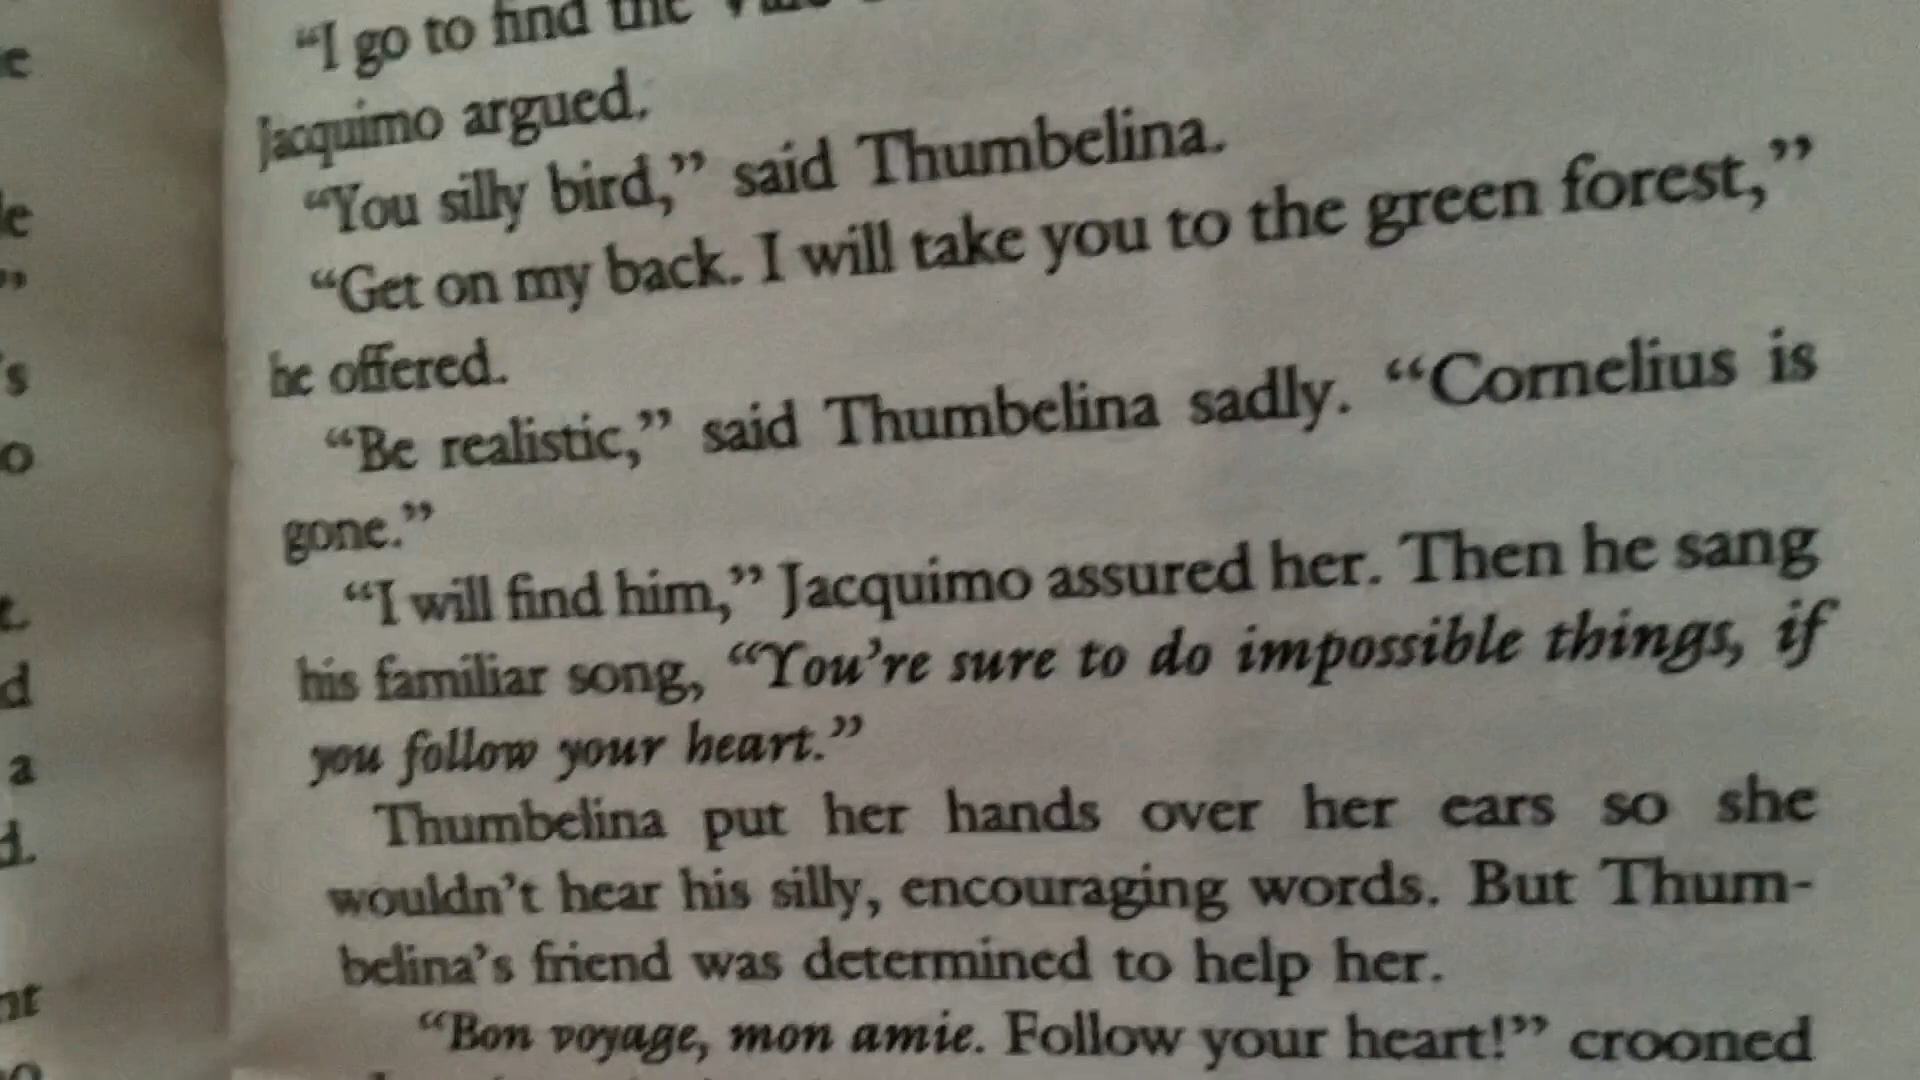 “I go to find the
Jacquimo argued.
“You silly bird,” said Thumbelina.
“Get on my back. I will take you to the green forest,”
he offered.
“Be realistic,” said Thumbelina sadly. “Cornelius is
gone.”
“I will find him,” Jacquimo assured her. Then he sang
his familiar song, “You’re sure to do impossible things, if
you follow your heart.”
Thumbelina put her hands over her ears so she
wouldn’t hear his silly, encouraging words. But Thum-
belina’s friend was determined to help her.
“Bon voyage, mon amie. Follow your heart!” crooned